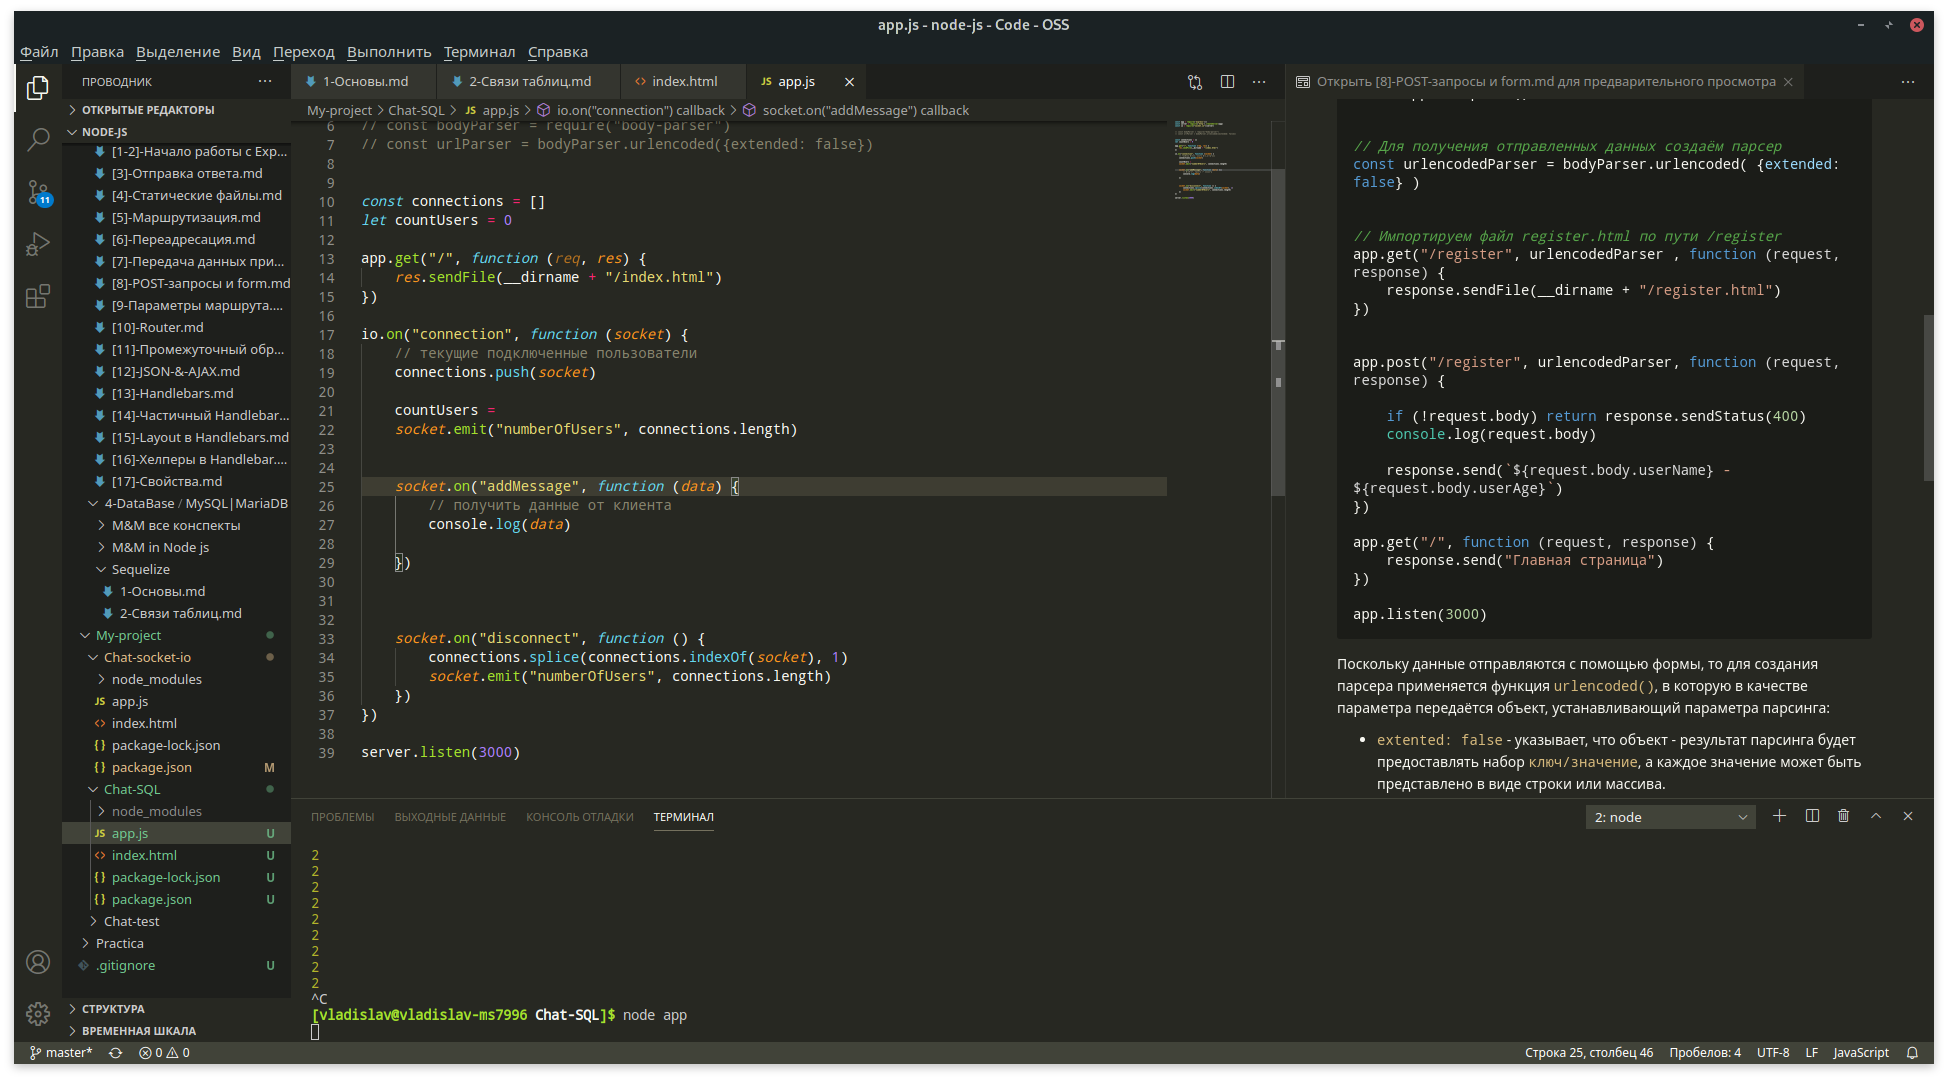 app.js - node-js - Code - OSS
Файл Правка Выделение Вид Переход Выполнить Терминал Справка
ПРОВОДНИК
ОТКРЫТЫЕ РЕДАКТОРЫ
NODE-JS
[1-2]-Начало работы с Exp...
[3]-Отправка ответа.md
[4]-Статические файлы.md
[5]-Маршрутизация.md
[6]-Переадресация.md
[7]-Передача данных при...
[8]-POST-запросы и form.md
[9-Параметры маршрута....
[10]-Router.md
[11]-Промежуточный обр...
[12]-JSON-&-AJAX.md
[13]-Handlebars.md
[14]-Частичный Handlebar...
[15]-Layout в Handlebars.md
[16]-Хелперы в Handlebar....
[17]-Свойства.md
4-DataBase / MySQL|MariaDB
M&M все конспекты
M&M in Node js
Sequelize
1-Основы.md
2-Связи таблиц.md
My-project
Chat-socket-io
node_modules
JS app.js
<> index.html
{} package-lock.json
{} package.json M
Chat-SQL
node_modules
JS app.js U
<> index.html U
{} package-lock.json U
{} package.json U
Chat-test
Practica
.gitignore U
СТРУКТУРА
ВРЕМЕННАЯ ШКАЛА
11
1-Основы.md
2-Связи таблиц.md
<> index.html
JS app.js
My-project > Chat-SQL > JS app.js > io.on("connection") callback > socket.on("addMessage") callback
6 // const bodyParser = require("body-parser")
7 // const urlParser = bodyParser.urlencoded({extended: false})
8
9
10 const connections = []
11 let countUsers = 0
12
13 app.get("/", function (req, res) {
14 res.sendFile(__dirname + "/index.html")
15 })
16
17 io.on("connection", function (socket) {
18 // текущие подключенные пользователи
19 connections.push(socket)
20
21 countUsers =
22 socket.emit("numberOfUsers", connections.length)
23
24
25 socket.on("addMessage", function (data) {
26 // получить данные от клиента
27 console.log(data)
28
29 })
30
31
32
33 socket.on("disconnect", function () {
34 connections.splice(connections.indexOf(socket), 1)
35 socket.emit("numberOfUsers", connections.length)
36 })
37 })
38
39 server.listen(3000)
Открыть [8]-POST-запросы и form.md для предварительного просмотра
// Для получения отправленных данных создаём парсер
const urlencodedParser = bodyParser.urlencoded( {extended:
false} )
// Импортируем файл register.html по пути /register
app.get("/register", urlencodedParser , function (request,
response) {
response.sendFile(__dirname + "/register.html")
})
app.post("/register", urlencodedParser, function (request,
response) {
if (!request.body) return response.sendStatus(400)
console.log(request.body)
response.send(`${request.body.userName} -
${request.body.userAge}`)
})
app.get("/", function (request, response) {
response.send("Главная страница")
})
app.listen(3000)
Поскольку данные отправляются с помощью формы, то для создания
парсера применяется функция urlencoded(), в которую в качестве
параметра передаётся объект, устанавливающий параметра парсинга:
• extented: false - указывает, что объект - результат парсинга будет
предоставлять набор ключ/значение, а каждое значение может быть
представлено в виде строки или массива.
ПРОБЛЕМЫ ВЫХОДНЫЕ ДАННЫЕ КОНСОЛЬ ОТЛАДКИ ТЕРМИНАЛ
2: node
2
2
2
2
2
2
2
2
2
^C
[vladislav@vladislav-ms7996 Chat-SQL]$ node app
master* 0 0
Строка 25, столбец 46 Пробелов: 4 UTF-8 LF JavaScript